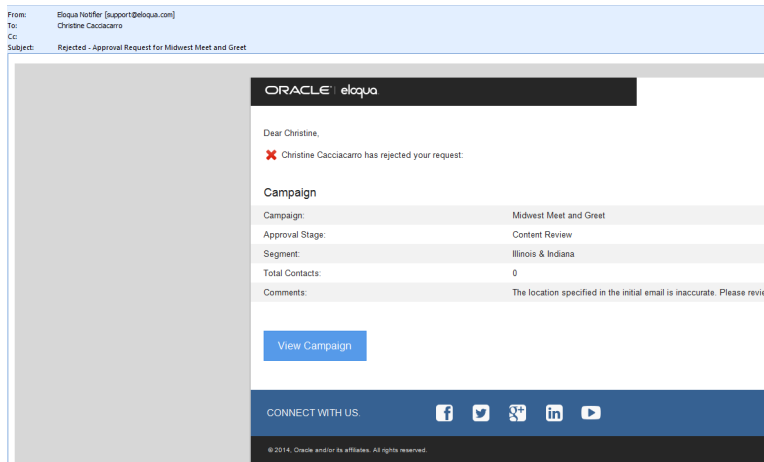 From: Eloqua Notifier [support@eloqua.com]
To: Christine Cacciacarro
Cc:
Subject: Rejected - Approval Request for Midwest Meet and Greet
ORACLE | eloqua
Dear Christine,
Christine Cacciacarro has rejected your request:
Campaign
Campaign: Midwest Meet and Greet
Approval Stage: Content Review
Segment: Illinois & Indiana
Total Contacts: 0
Comments: The location specified in the initial email is inaccurate. Please revie
View Campaign
CONNECT WITH US.
© 2014, Oracle and/or its affiliates. All rights reserved.